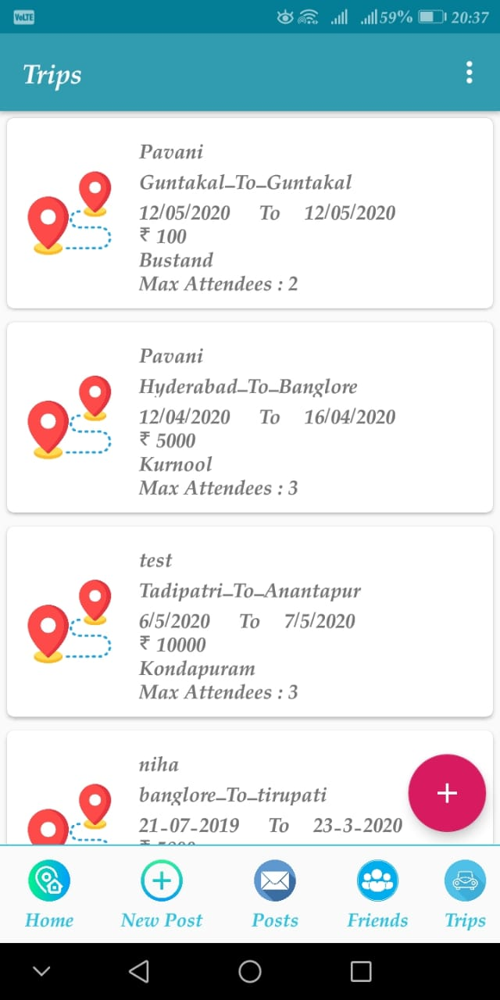 VoLTE 59% 20:37
Trips
Pavani
Guntakal_To_Guntakal
12/05/2020 To 12/05/2020
₹ 100
Bustand
Max Attendees : 2
Pavani
Hyderabad_To_Banglore
12/04/2020 To 16/04/2020
₹ 5000
Kurnool
Max Attendees : 3
test
Tadipatri_To_Anantapur
6/5/2020 To 7/5/2020
₹ 10000
Kondapuram
Max Attendees : 3
niha
banglore_To_tirupati
21-07-2019 To 23-3-2020
+
Home New Post Posts Friends Trips